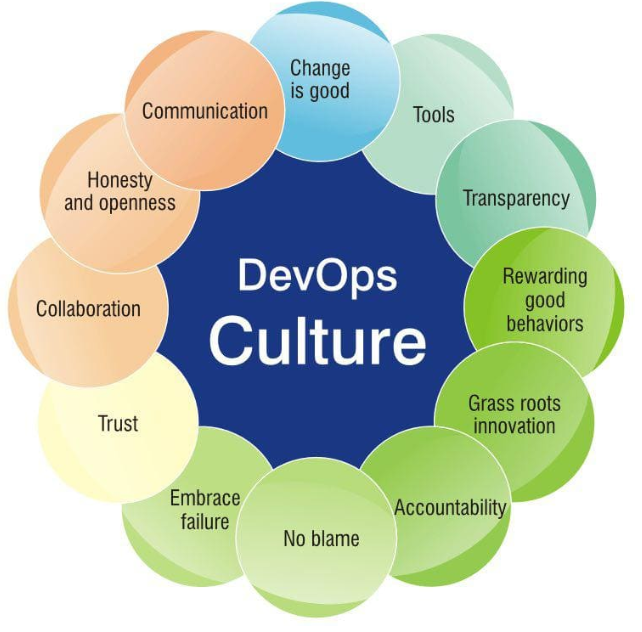 DevOps
Culture
Change
is good
Tools
Transparency
Rewarding
good
behaviors
Grass roots
innovation
Accountability
No blame
Embrace
failure
Trust
Collaboration
Honesty
and openness
Communication